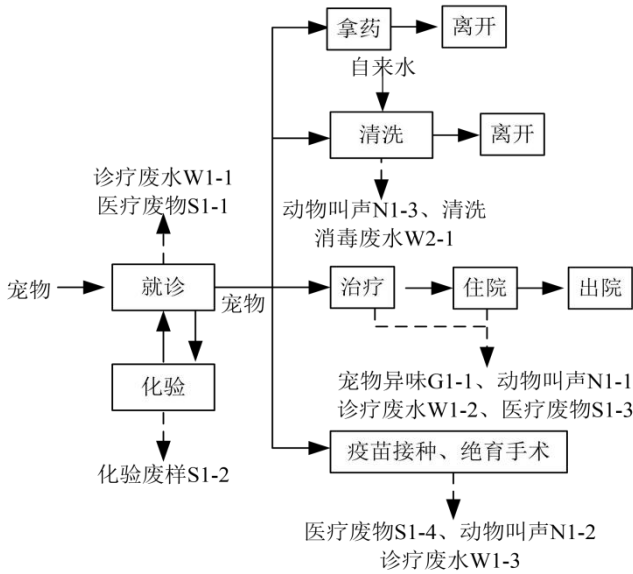 拿药
离开
自来水
清洗
离开
诊疗废水W1-1
医疗废物S1-1
动物叫声N1-3、清洗
消毒废水W2-1
宠物
就诊
宠物
治疗
住院
出院
化验
宠物异味G1-1、动物叫声N1-1
诊疗废水W1-2、医疗废物S1-3
疫苗接种、绝育手术
化验废样S1-2
医疗废物S1-4、动物叫声N1-2
诊疗废水W1-3